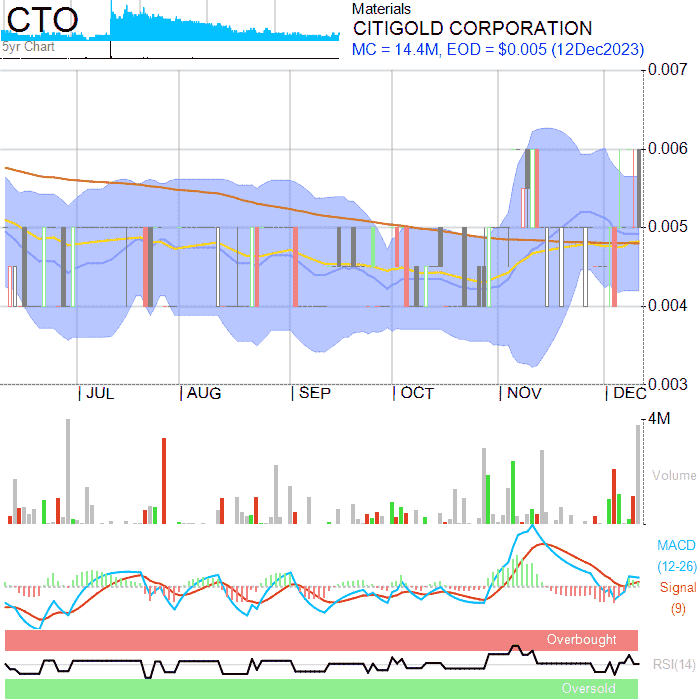 CTO
5yr Chart
Materials
CITIGOLD CORPORATION
MC = 14.4M, EOD = $0.005 (12Dec2023)
0.007
0.006
0.005
0.004
0.003
JUL AUG SEP OCT NOV DEC
4M
Volume
MACD
(12-26)
Signal
(9)
Overbought
RSI(14)
Oversold